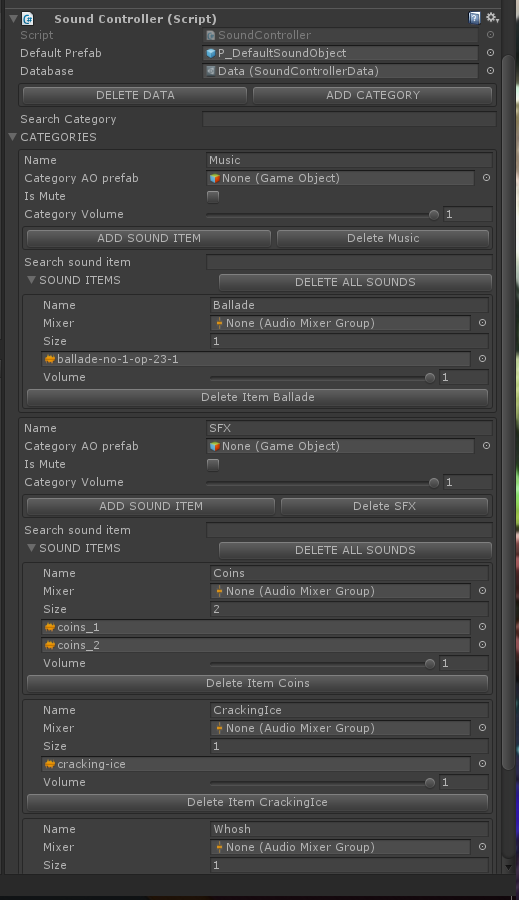 Sound Controller (Script)
Script SoundController
Default Prefab P_DefaultSoundObject
Database Data (SoundControllerData)
DELETE DATA ADD CATEGORY
Search Category
CATEGORIES
Name Music
Category AO prefab None (Game Object)
Is Mute
Category Volume 1
ADD SOUND ITEM Delete Music
Search sound item
SOUND ITEMS DELETE ALL SOUNDS
Name Ballade
Mixer None (Audio Mixer Group)
Size 1
ballade-no-1-op-23-1
Volume 1
Delete Item Ballade
Name SFX
Category AO prefab None (Game Object)
Is Mute
Category Volume 1
ADD SOUND ITEM Delete SFX
Search sound item
SOUND ITEMS DELETE ALL SOUNDS
Name Coins
Mixer None (Audio Mixer Group)
Size 2
coins_1
coins_2
Volume 1
Delete Item Coins
Name CrackingIce
Mixer None (Audio Mixer Group)
Size 1
cracking-ice
Volume 1
Delete Item CrackingIce
Name Whosh
Mixer None (Audio Mixer Group)
Size 1